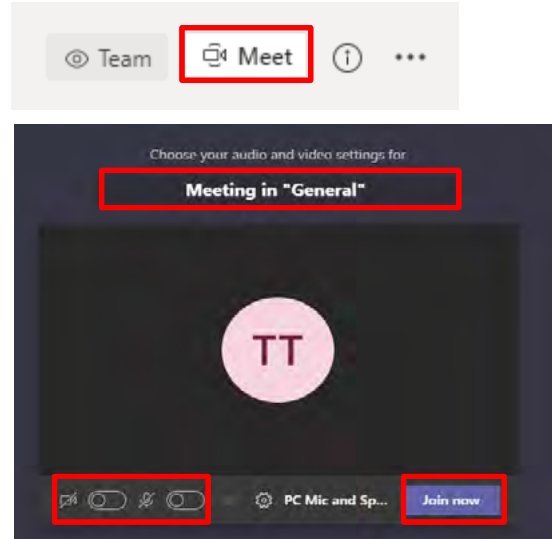 Team Meet
Choose your audio and video settings for
Meeting in "General"
TT
PC Mic and Sp... Join now